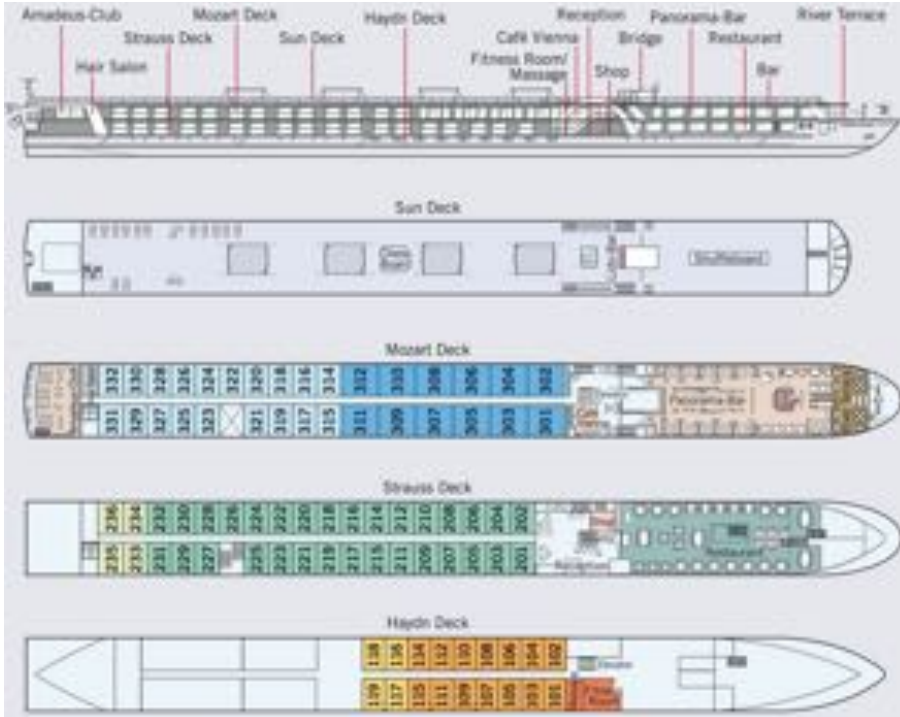 Amadeus-Club
Mozart Deck
Haydn Deck
Reception
Panorama-Bar
River Terrace
Strauss Deck
Sun Deck
Café Vienna
Bridge
Restaurant
Hair Salon
Fitness Room/
Massage
Shop
Bar
Sun Deck
Lido-Bar
Shuffleboard
Mozart Deck
332 330 328 326 324 322 320 318 316 314 312 310 308 306 304 302
Panorama-Bar
331 329 327 325 323 321 319 317 315 311 309 307 305 303 301
Strauss Deck
236 234 232 230 228 226 224 222 220 218 216 214 212 210 208 206 204 202
Restaurant
235 233 231 229 227 225 223 221 219 217 215 211 209 207 205 203 201
Reception
Haydn Deck
118 116 114 112 110 108 106 104 102
119 117 115 111 109 107 105 103 101
Fitness
Room